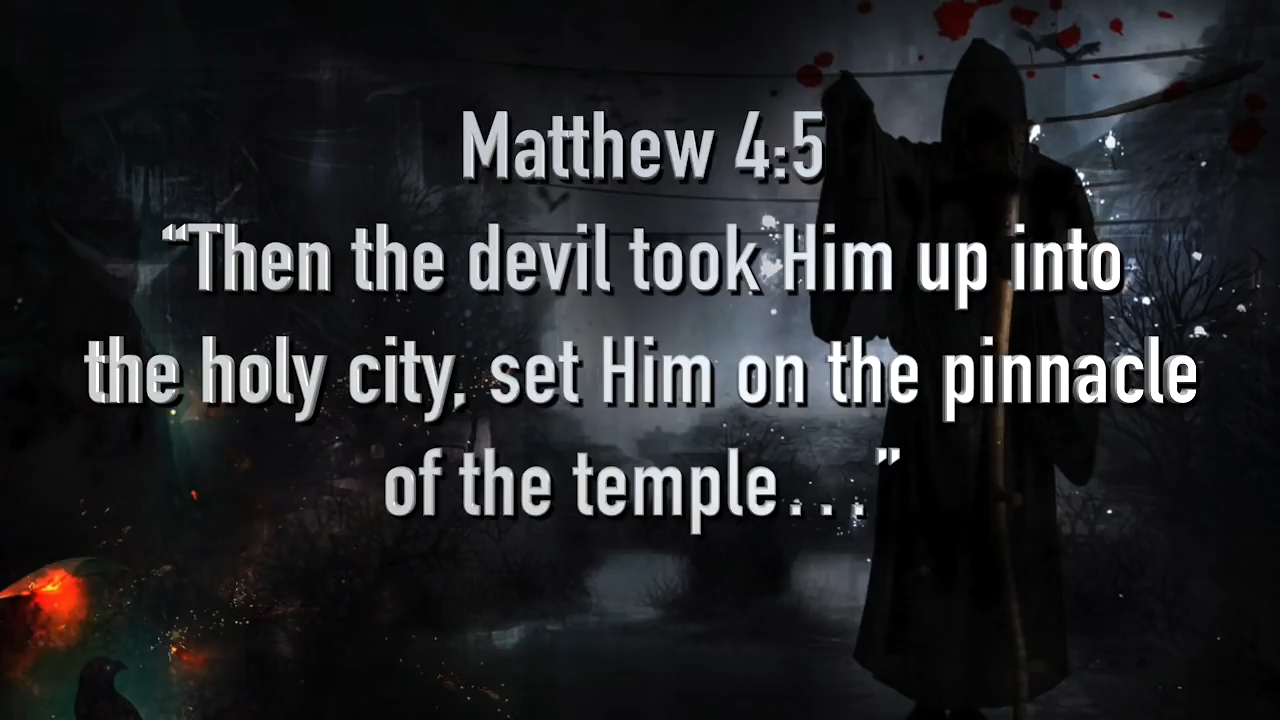 Matthew 4:5
“Then the devil took Him up into
the holy city, set Him on the pinnacle
of the temple. . .”